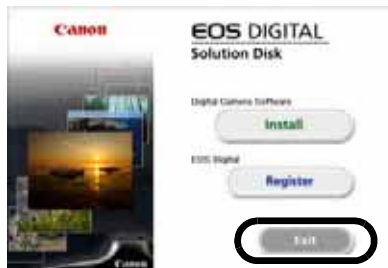 Canon
EOS DIGITAL
Solution Disk
Digital Camera Software
Install
EOS Digital
Register
Exit
Canon